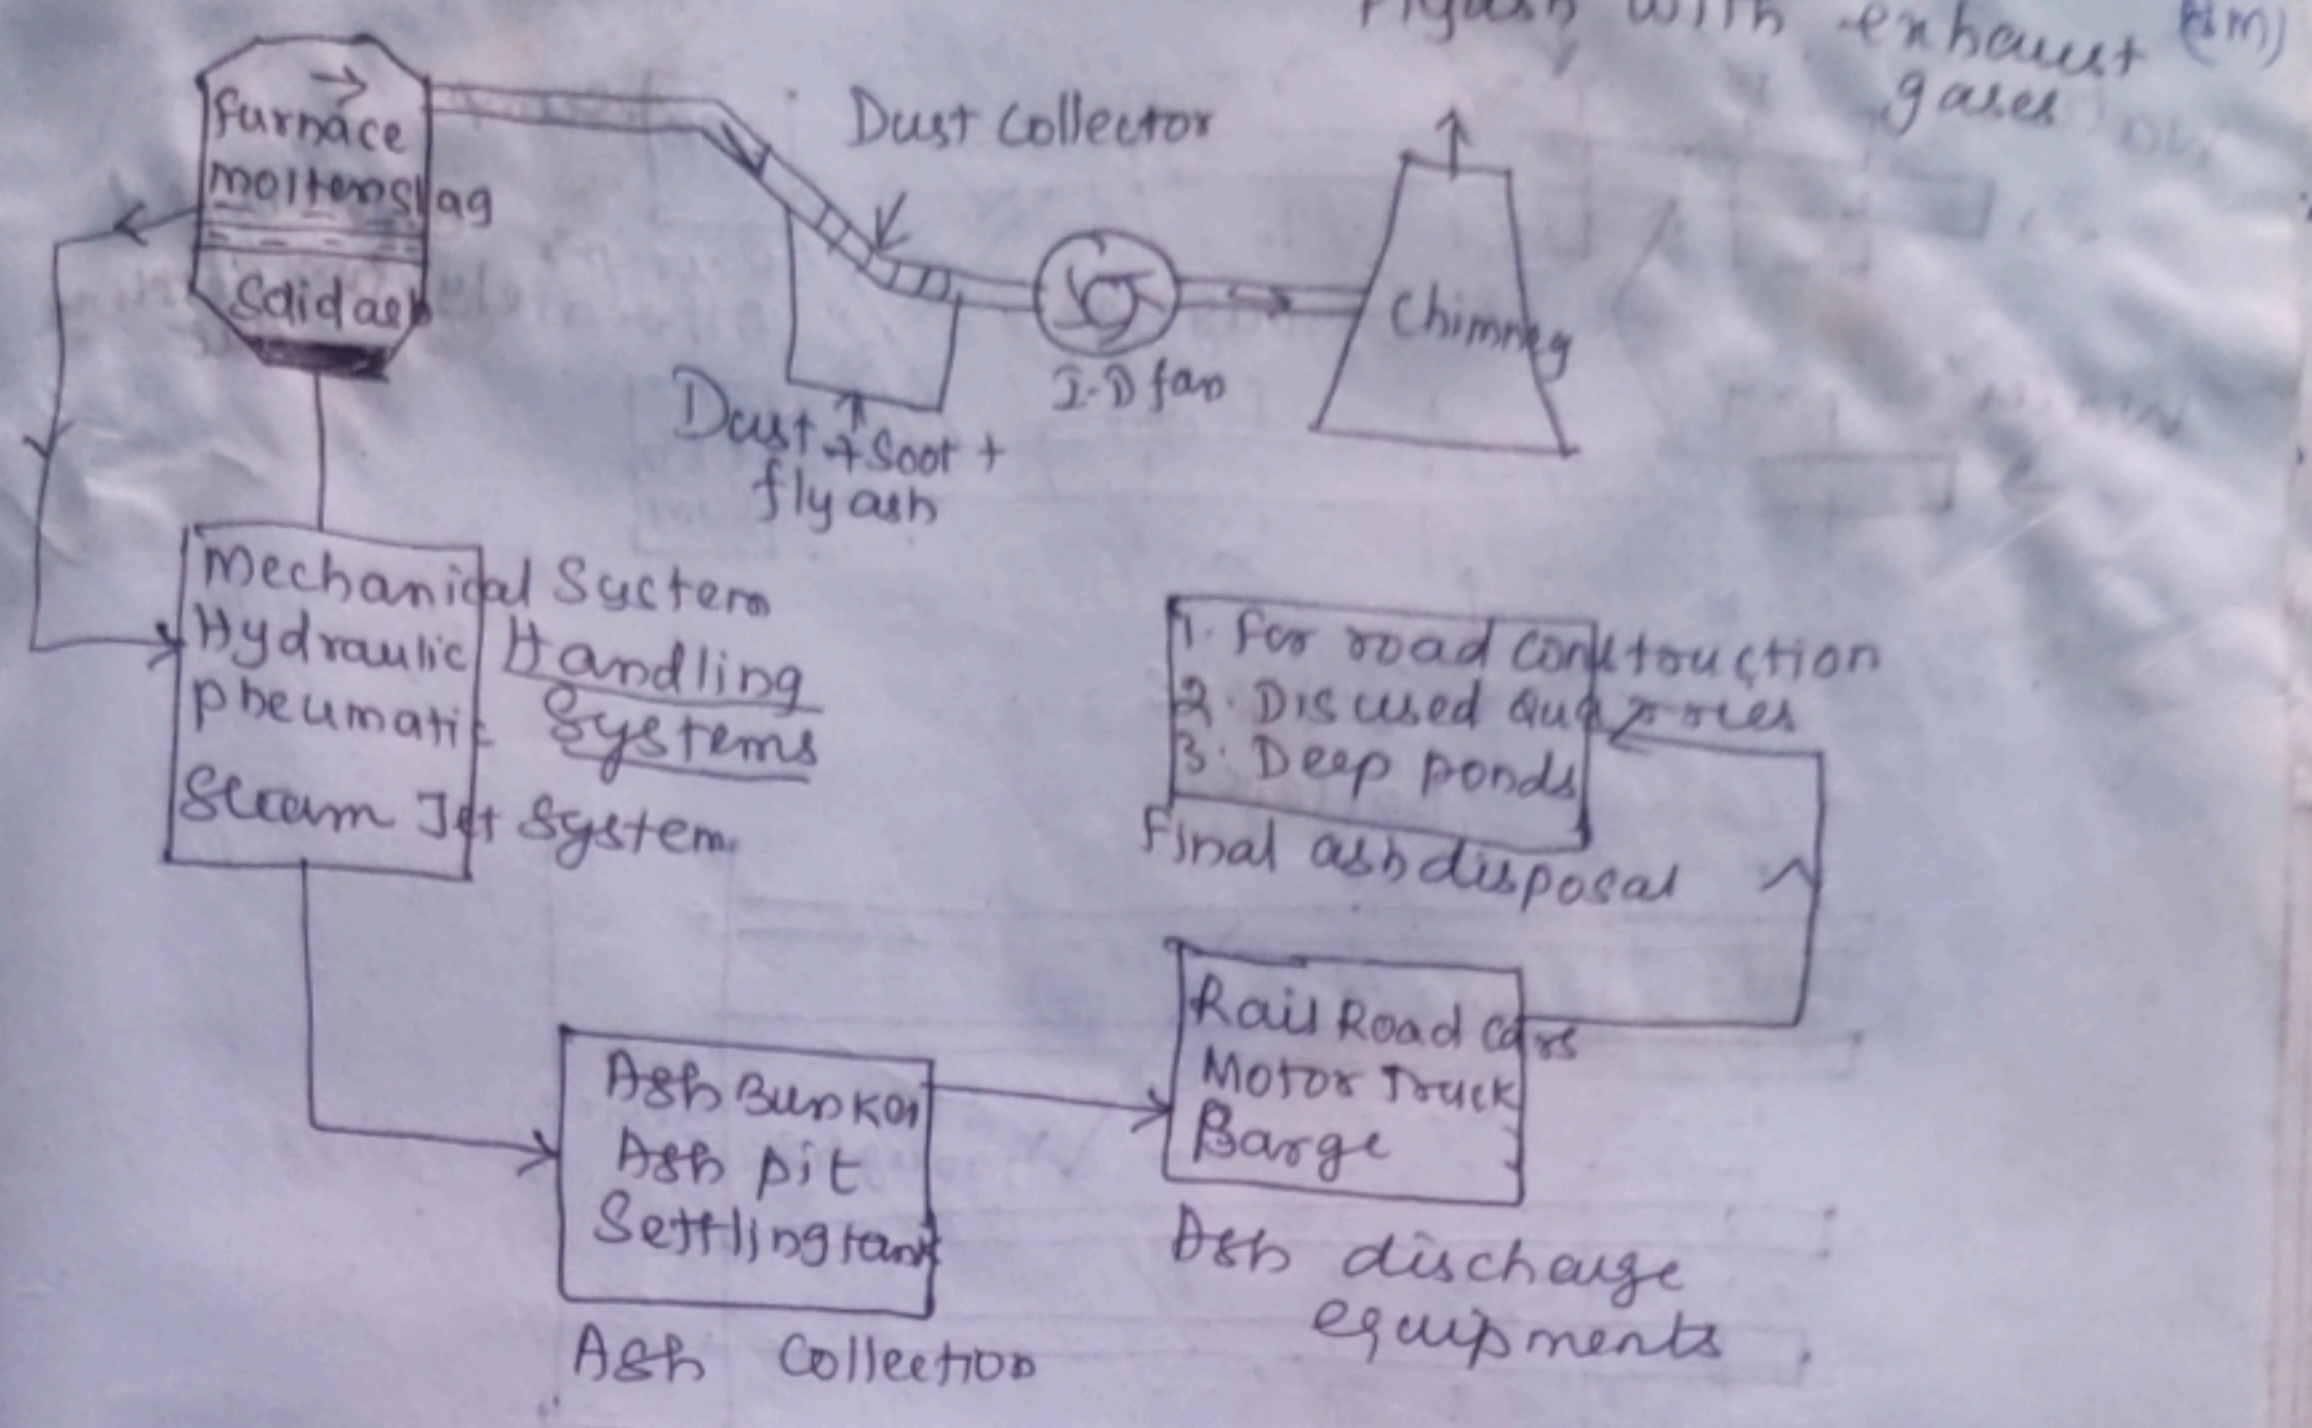 Flyash with exhaust (8m)
gases
Dust Collector
furnace
moltenslag
Solid ash
Chimney
I.D fan
Dust + Soot +
fly ash
Mechanical System
Hydraulic Handling
Pneumatic Systems
Steam Jet System.
1. For road construction
2. Disused Quarries
3. Deep ponds
Final ash disposal
Rail Road Cars
Motor Truck
Barge
Ash discharge
equipments
Ash Bunker
Ash pit
Settling tank
Ash Collection